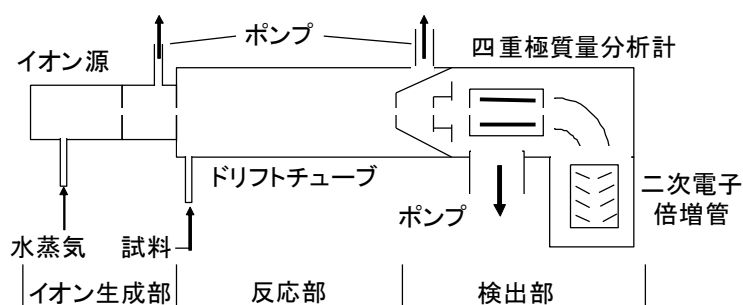 ポンプ
四重極質量分析計
イオン源
ドリフトチューブ
ポンプ
二次電子
倍増管
水蒸気
試料
イオン生成部
反応部
検出部